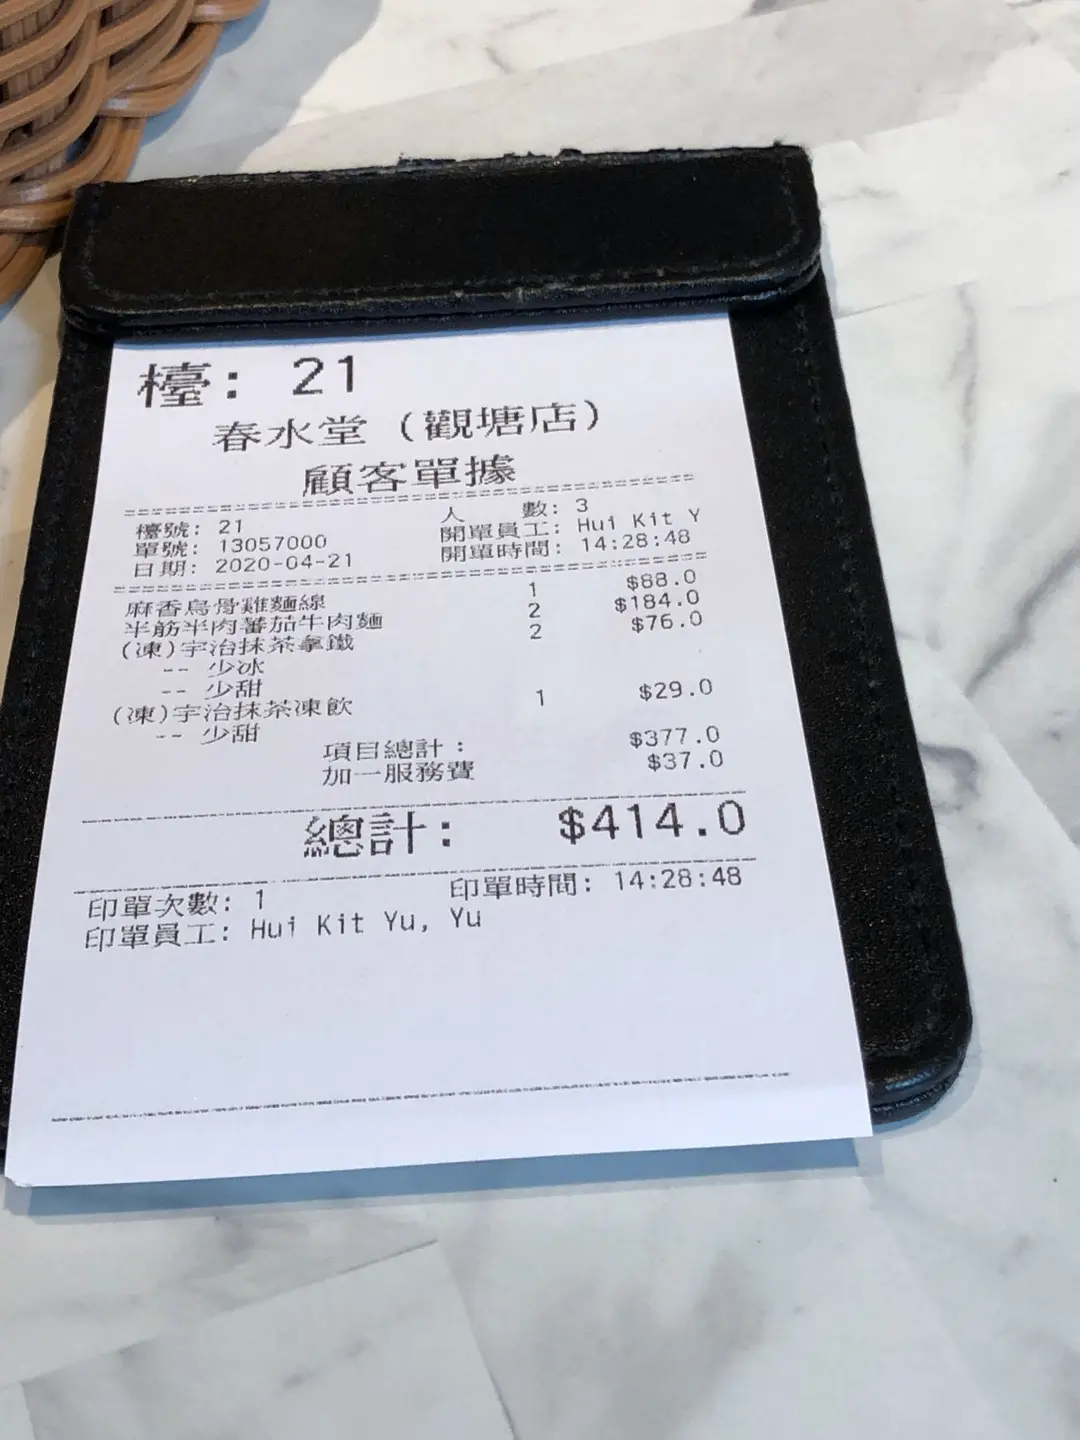 檯: 21
春水堂 (觀塘店)
顧客單據
檯號: 21 人 數: 3
單號: 13057000 開單員工: Hui Kit Y
日期: 2020-04-21 開單時間: 14:28:48
麻香烏骨雞麵線 1 $88.0
半筋半肉蕃茄牛肉麵 2 $184.0
(凍)宇治抹茶拿鐵 2 $76.0
-- 少冰
-- 少甜
(凍)宇治抹茶凍飲 1 $29.0
-- 少甜
項目總計: $377.0
加一服務費 $37.0
總計: $414.0
印單次數: 1 印單時間: 14:28:48
印單員工: Hui Kit Yu, Yu